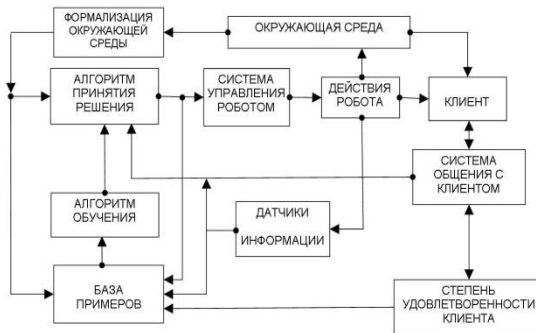 ФОРМАЛИЗАЦИЯ
ОКРУЖАЮЩЕЙ
СРЕДЫ
ОКРУЖАЮЩАЯ СРЕДА
АЛГОРИТМ
ПРИНЯТИЯ
РЕШЕНИЯ
СИСТЕМА
УПРАВЛЕНИЯ
РОБОТОМ
ДЕЙСТВИЯ
РОБОТА
КЛИЕНТ
СИСТЕМА
ОБЩЕНИЯ С
КЛИЕНТОМ
АЛГОРИТМ
ОБУЧЕНИЯ
ДАТЧИКИ
ИНФОРМАЦИИ
БАЗА
ПРИМЕРОВ
СТЕПЕНЬ
УДОВЛЕТВОРЕННОСТИ
КЛИЕНТА